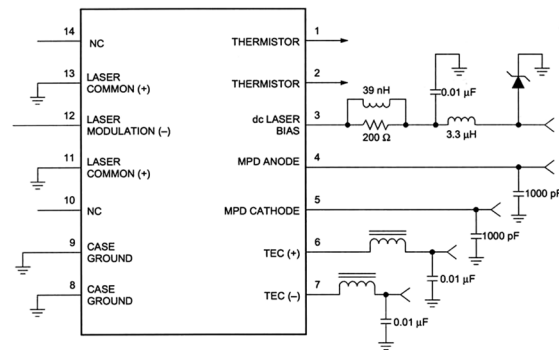 14
NC
13
LASER
COMMON (+)
12
LASER
MODULATION (–)
11
LASER
COMMON (+)
10
NC
9
CASE
GROUND
8
CASE
GROUND
1
THERMISTOR
2
THERMISTOR
3
dc LASER
BIAS
4
MPD ANODE
5
MPD CATHODE
6
TEC (+)
7
TEC (–)
39 nH
200 Ω
0.01 μF
3.3 μH
1000 pF
1000 pF
0.01 μF
0.01 μF